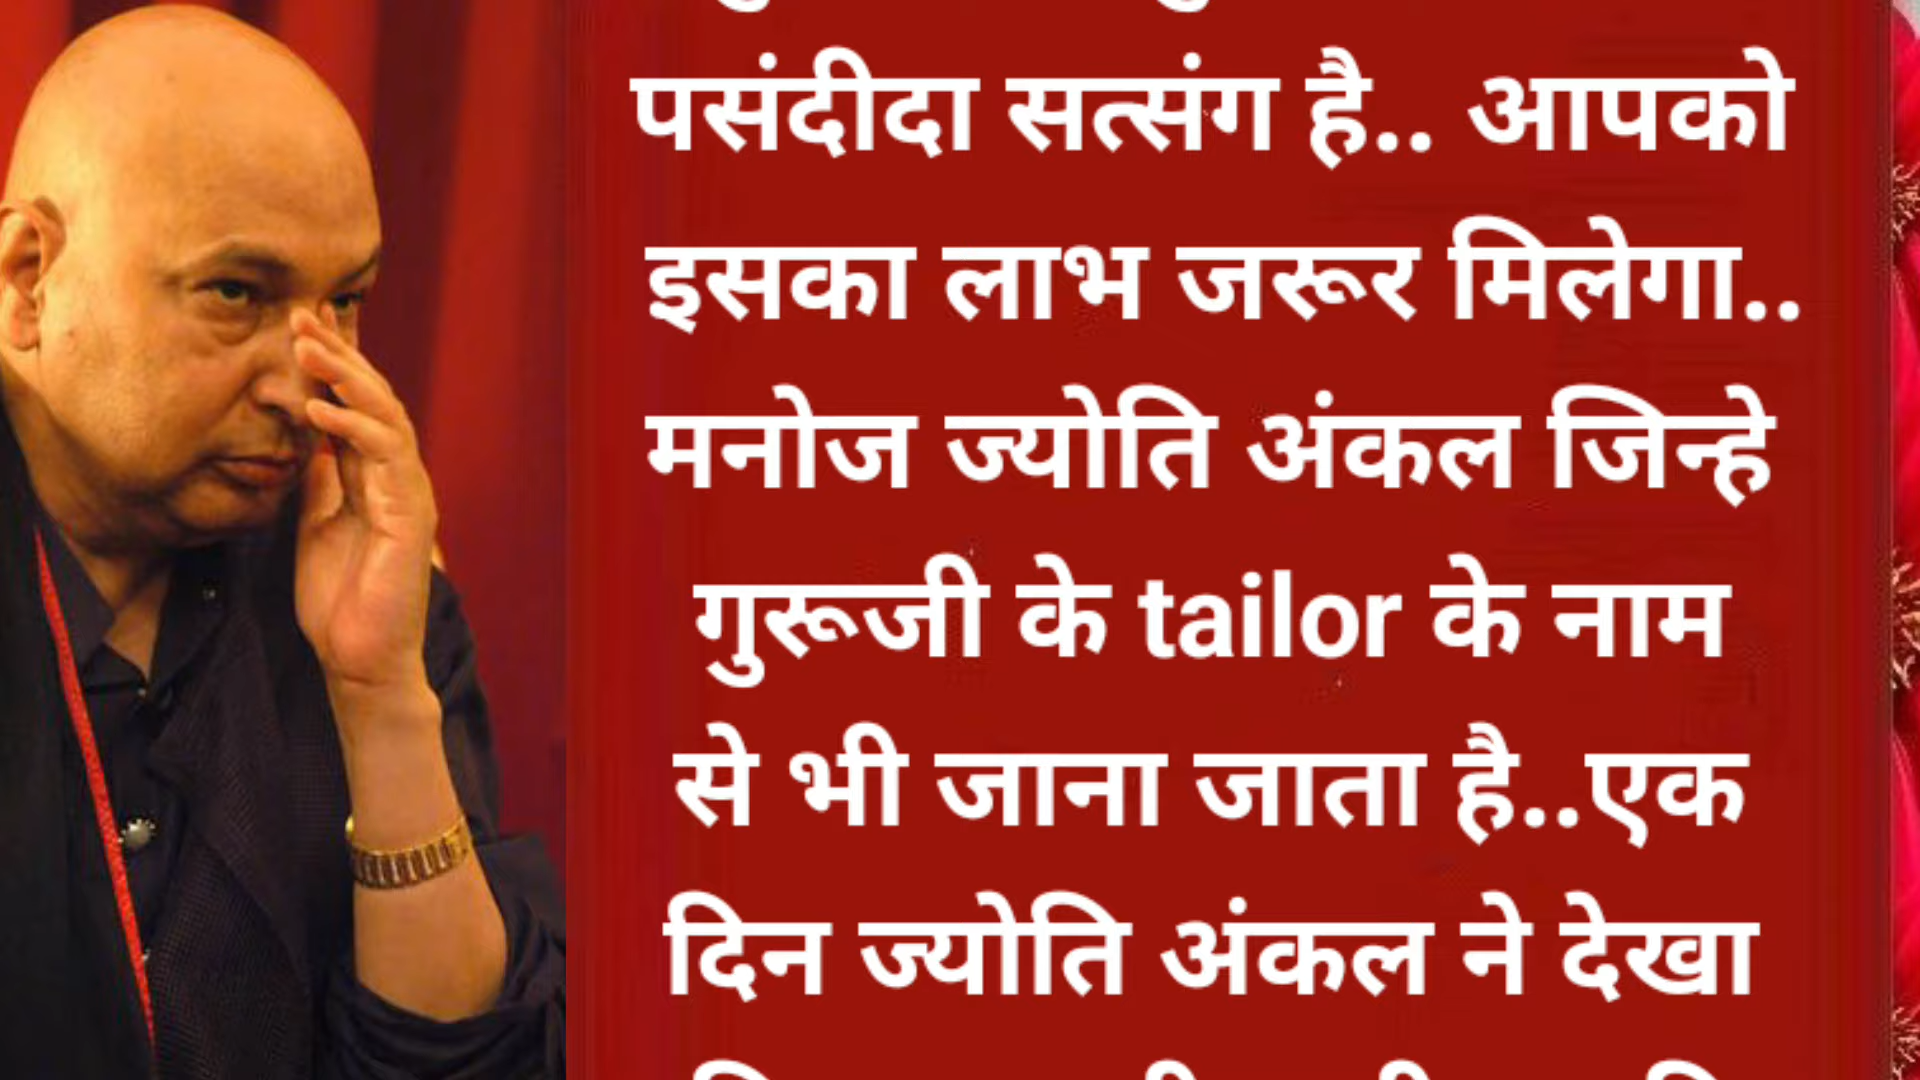 पसंदीदा सत्संग है.. आपको
इसका लाभ जरूर मिलेगा..
मनोज ज्योति अंकल जिन्हे
गुरूजी के tailor के नाम
से भी जाना जाता है..एक
दिन ज्योति अंकल ने देखा